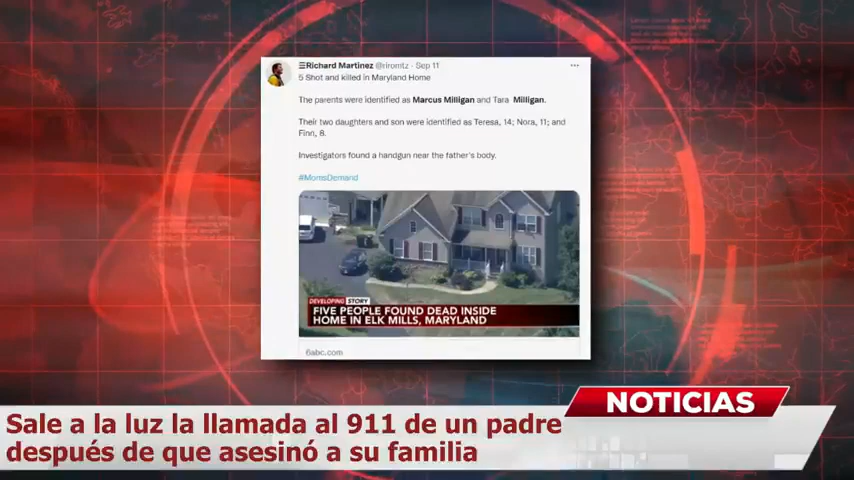 ☰Richard Martinez @riromtz · Sep 11
5 Shot and killed in Maryland Home
The parents were identified as Marcus Milligan and Tara Milligan.
Their two daughters and son were identified as Teresa, 14; Nora, 11; and
Finn, 8.
Investigators found a handgun near the father's body.
#MomsDemand
DEVELOPING STORY
FIVE PEOPLE FOUND DEAD INSIDE
HOME IN ELK MILLS, MARYLAND
6abc.com
NOTICIAS
Sale a la luz la llamada al 911 de un padre
después de que asesinó a su familia